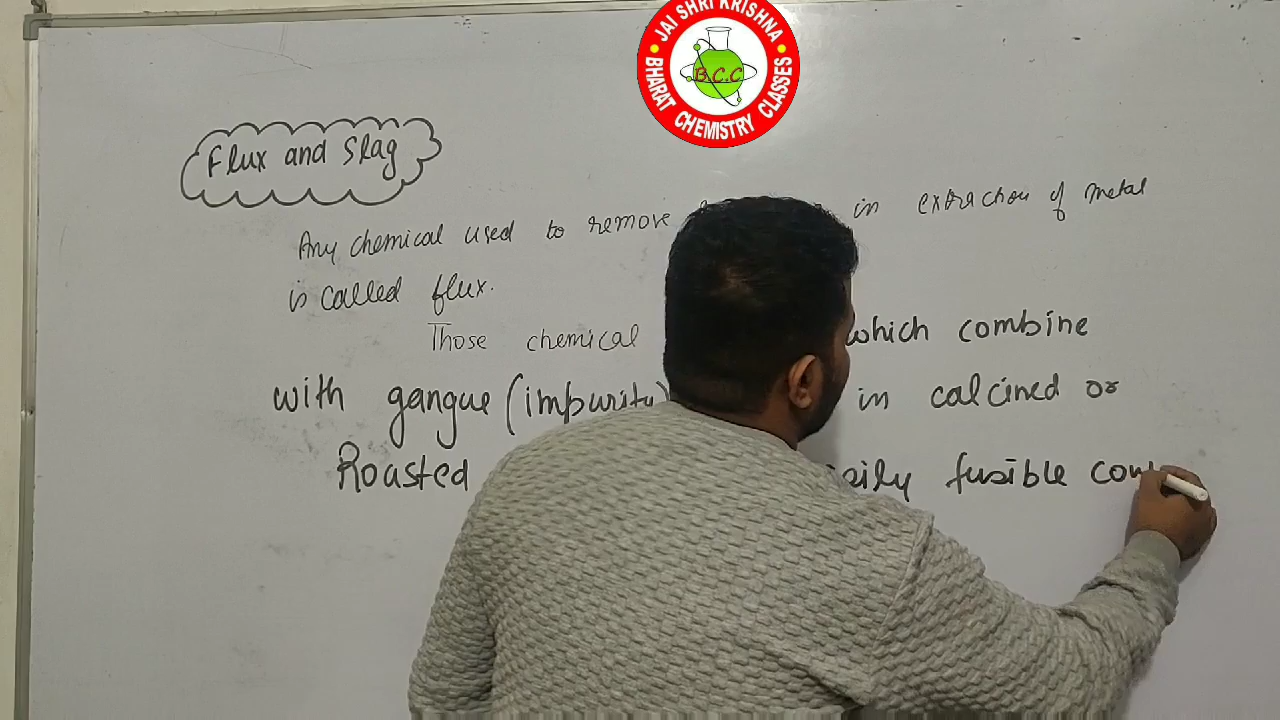 JAI SHRI KRISHNA
B.C.C
BHARAT CHEMISTRY CLASSES
Flux and Slag
Any chemical used to remove in extraction of metal
is called flux.
Those chemical which combine
with gangue (impurity) in calcined or
Roasted fusible